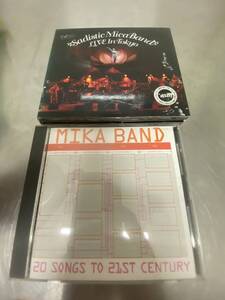 "Sadistic Mica Band"
LIVE in Tokyo
MIKA BAND
20 SONGS TO 21ST CENTURY